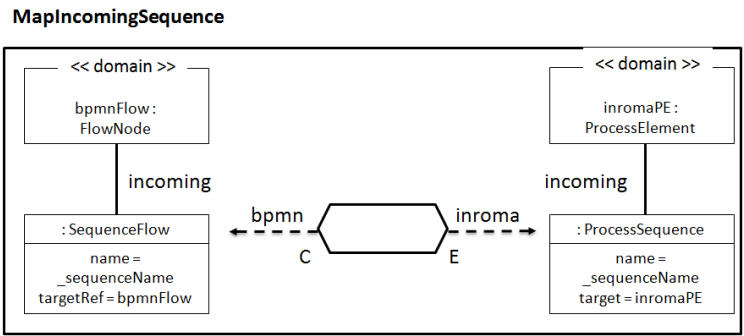 MapIncomingSequence
<< domain >>
bpmnFlow :
FlowNode
incoming
: SequenceFlow
name =
_sequenceName
targetRef = bpmnFlow
bpmn
C
inroma
E
<< domain >>
inromaPE :
ProcessElement
incoming
: ProcessSequence
name =
_sequenceName
target = inromaPE